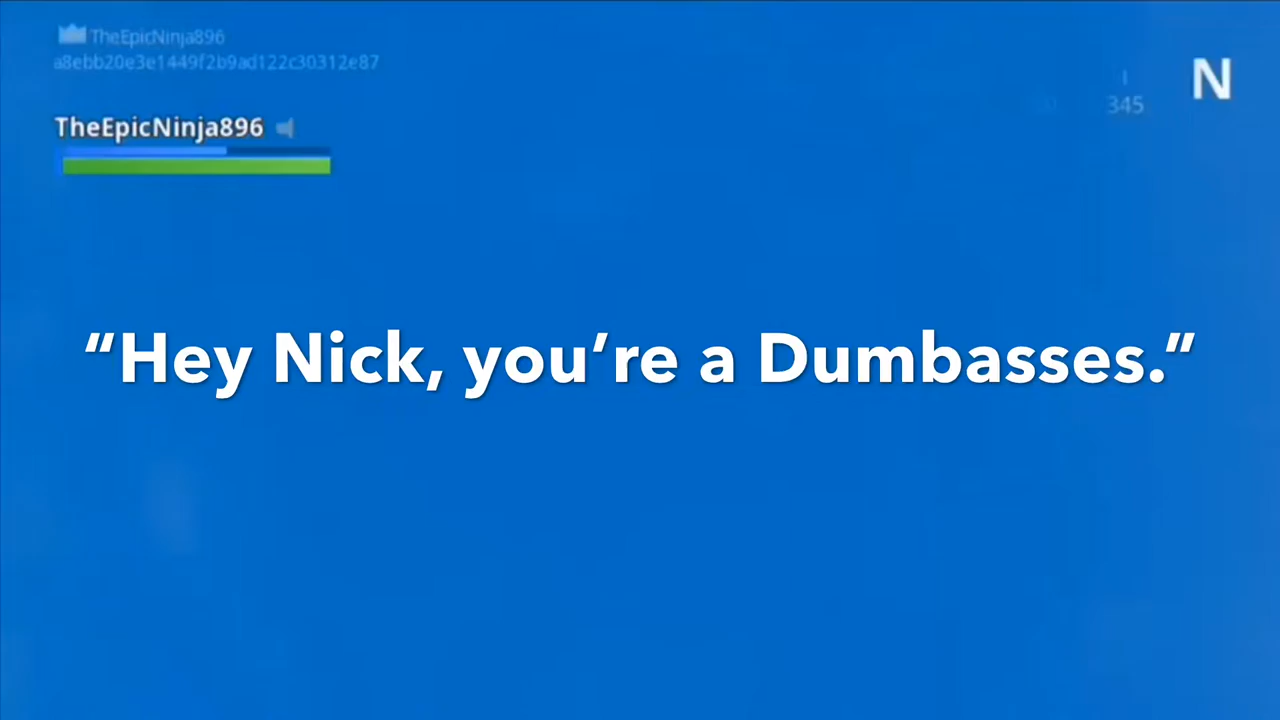 TheEpicNinja896
a8ebb20e3e1449f2b9ad122c30312e87
345
N
TheEpicNinja896
“Hey Nick, you’re a Dumbasses.”